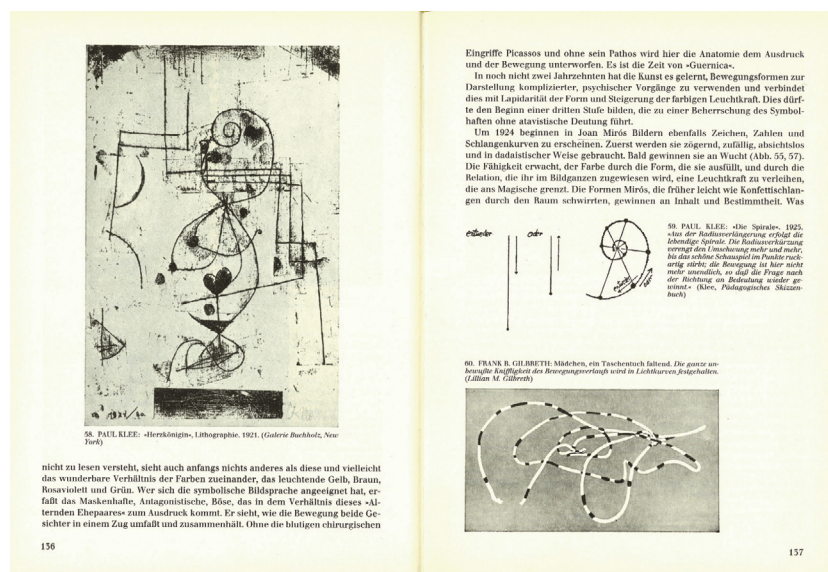 58. PAUL KLEE: »Herzkönigin«, Lithographie. 1921. (Galerie Buchholz, New
York)
nicht zu lesen versteht, sieht auch anfangs nichts anderes als diese und vielleicht
das wunderbare Verhältnis der Farben zueinander, das leuchtende Gelb, Braun,
Rosaviolett und Grün. Wer sich die symbolische Bildsprache angeeignet hat, er-
faßt das Maskenhafte, Antagonistische, Böse, das in dem Verhältnis dieses »Al-
ternden Ehepaares« zum Ausdruck kommt. Er sieht, wie die Bewegung beide Ge-
sichter in einem Zug umfaßt und zusammenhält. Ohne die blutigen chirurgischen
136
Eingriffe Picassos und ohne sein Pathos wird hier die Anatomie dem Ausdruck
und der Bewegung unterworfen. Es ist die Zeit von »Guernica«.
In noch nicht zwei Jahrzehnten hat die Kunst es gelernt, Bewegungsformen zur
Darstellung komplizierter, psychischer Vorgänge zu verwenden und verbindet
dies mit Lapidarität der Form und Steigerung der farbigen Leuchtkraft. Dies dürf-
te den Beginn einer dritten Stufe bilden, die zu einer Beherrschung des Symbol-
haften ohne atavistische Deutung führt.
Um 1924 beginnen in Joan Mirós Bildern ebenfalls Zeichen, Zahlen und
Schlangenkurven zu erscheinen. Zuerst werden sie zögernd, zufällig, absichtslos
und in dadaistischer Weise gebraucht. Bald gewinnen sie an Wucht (Abb. 55, 57).
Die Fähigkeit erwacht, der Farbe durch die Form, die sie ausfüllt, und durch die
Relation, die ihr im Bildganzen zugewiesen wird, eine Leuchtkraft zu verleihen,
die ans Magische grenzt. Die Formen Mirós, die früher leicht wie Konfettischlan-
gen durch den Raum schwirrten, gewinnen an Inhalt und Bestimmtheit. Was
entweder oder
59. PAUL KLEE: »Die Spirale«. 1925.
»Aus der Radiusverlängerung erfolgt die
lebendige Spirale. Die Radiusverkürzung
verengt den Umschwung mehr und mehr,
bis das schöne Schauspiel im Punkte ruck-
artig stirbt; die Bewegung ist hier nicht
mehr unendlich, so daß die Frage nach
der Richtung an Bedeutung wieder ge-
winnt.« (Klee, Pädagogisches Skizzen-
buch)
60. FRANK B. GILBRETH: Mädchen, ein Taschentuch faltend. Die ganze un-
bewußte Kniffligkeit des Bewegungsverlaufs wird in Lichtkurven festgehalten.
(Lillian M. Gilbreth)
137